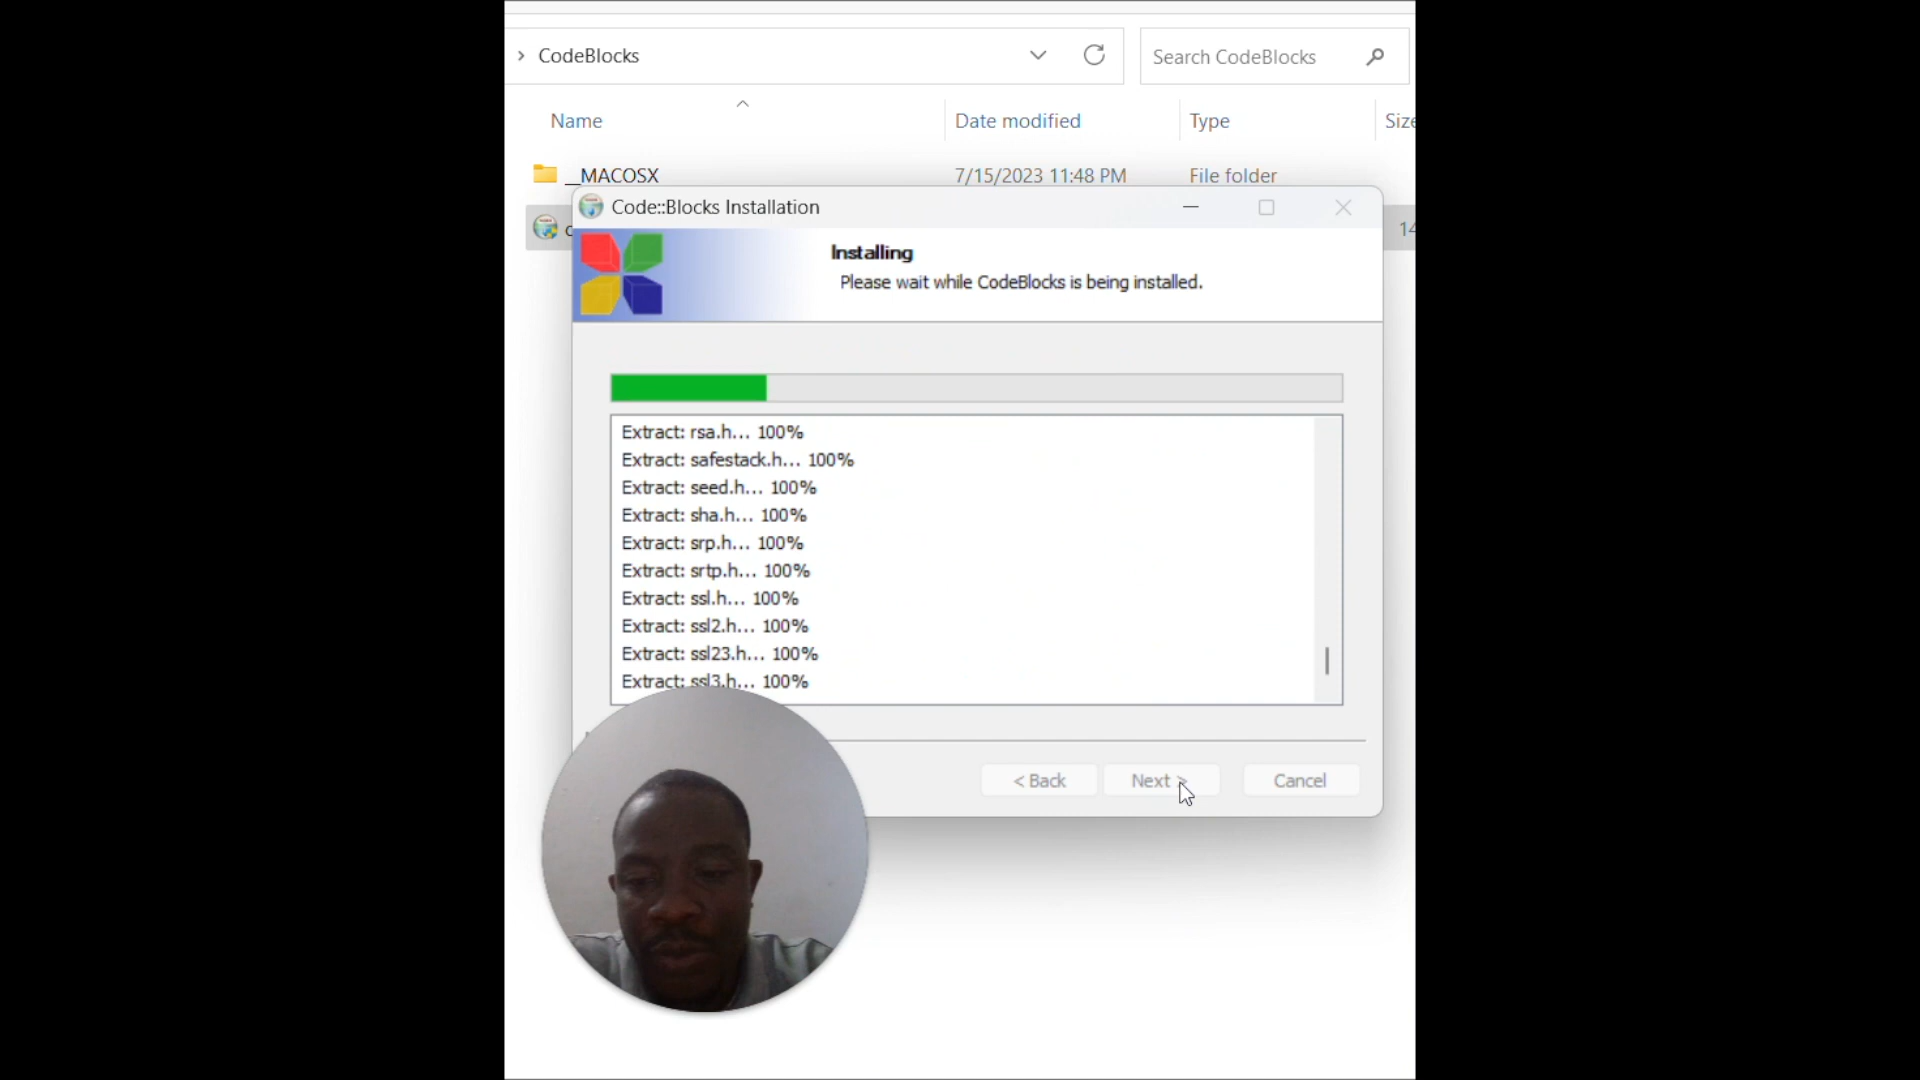 CodeBlocks
Search CodeBlocks
Name
Date modified
Type
Size
__MACOSX
7/15/2023 11:48 PM
File folder
Code::Blocks Installation
14
Installing
Please wait while CodeBlocks is being installed.
Extract: rsa.h... 100%
Extract: safestack.h... 100%
Extract: seed.h... 100%
Extract: sha.h... 100%
Extract: srp.h... 100%
Extract: srtp.h... 100%
Extract: ssl.h... 100%
Extract: ssl2.h... 100%
Extract: ssl23.h... 100%
Extract: ssl3.h... 100%
< Back
Next >
Cancel